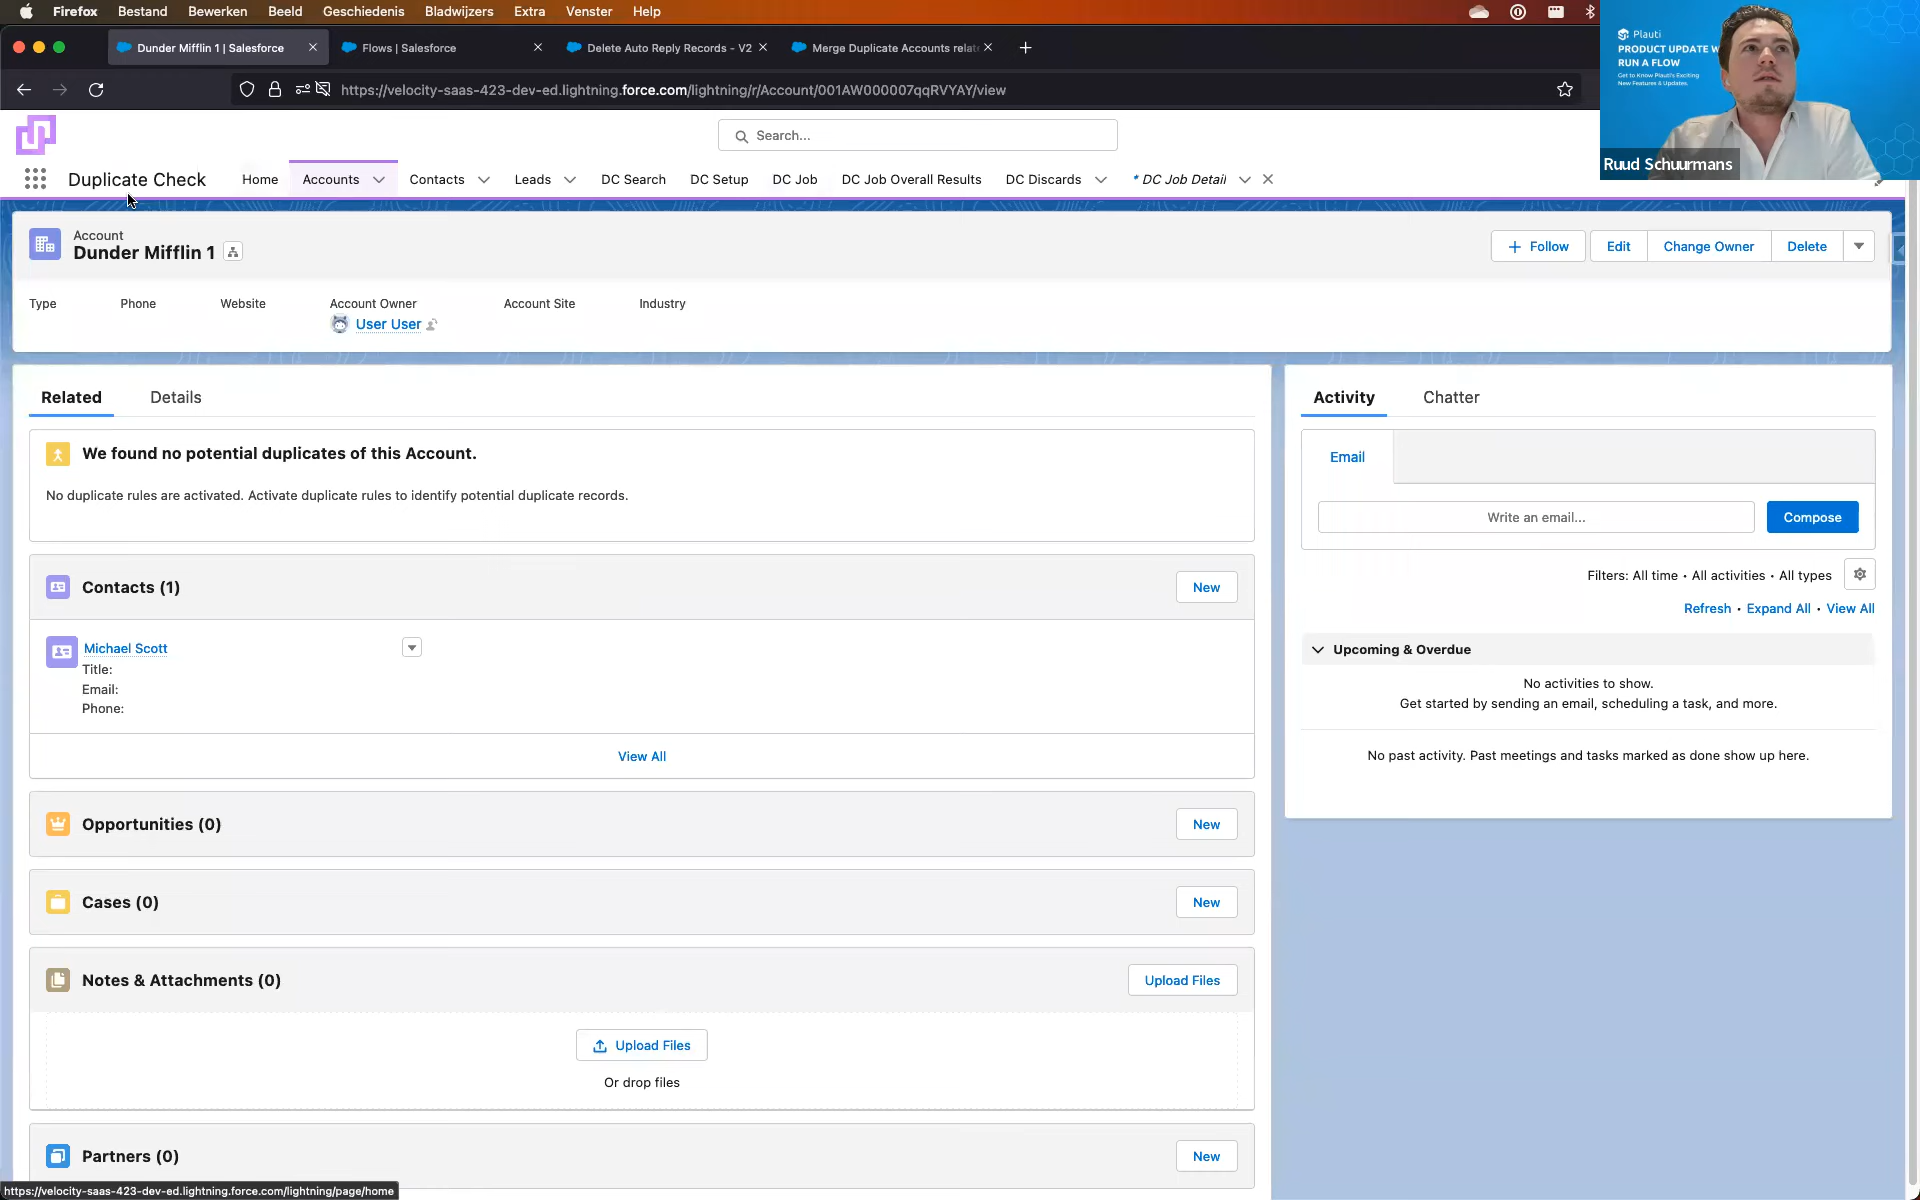 Firefox Bestand Bewerken Beeld Geschiedenis Bladwijzers Extra Venster Help
Dunder Mifflin 1 | Salesforce
Flows | Salesforce
Delete Auto Reply Records - V2
Merge Duplicate Accounts relat
https://velocity-saas-423-dev-ed.lightning.force.com/lightning/r/Account/001AW000007qqRVYAY/view
Plauti
PRODUCT UPDATE W
RUN A FLOW
Get to Know Plauti's Exciting
New Features & Updates.
Ruud Schuurmans
Search...
Duplicate Check
Home Accounts Contacts Leads DC Search DC Setup DC Job DC Job Overall Results DC Discards * DC Job Detail
Account
Dunder Mifflin 1
+ Follow Edit Change Owner Delete
Type Phone Website Account Owner Account Site Industry
User User
Related Details
We found no potential duplicates of this Account.
No duplicate rules are activated. Activate duplicate rules to identify potential duplicate records.
Contacts (1)
New
Michael Scott
Title:
Email:
Phone:
View All
Opportunities (0)
New
Cases (0)
New
Notes & Attachments (0)
Upload Files
Upload Files
Or drop files
Partners (0)
New
Activity Chatter
Email
Write an email...
Compose
Filters: All time • All activities • All types
Refresh • Expand All • View All
Upcoming & Overdue
No activities to show.
Get started by sending an email, scheduling a task, and more.
No past activity. Past meetings and tasks marked as done show up here.
https://velocity-saas-423-dev-ed.lightning.force.com/lightning/page/home